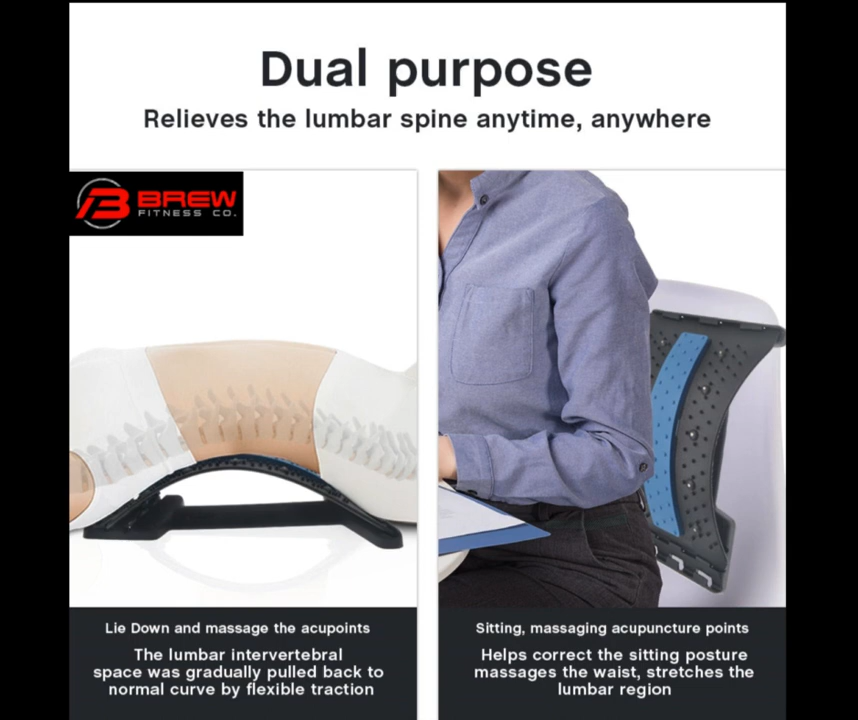 Dual purpose
Relieves the lumbar spine anytime, anywhere
BREW
FITNESS CO.
Lie Down and massage the acupoints
The lumbar intervertebral
space was gradually pulled back to
normal curve by flexible traction
Sitting, massaging acupuncture points
Helps correct the sitting posture
massages the waist, stretches the
lumbar region